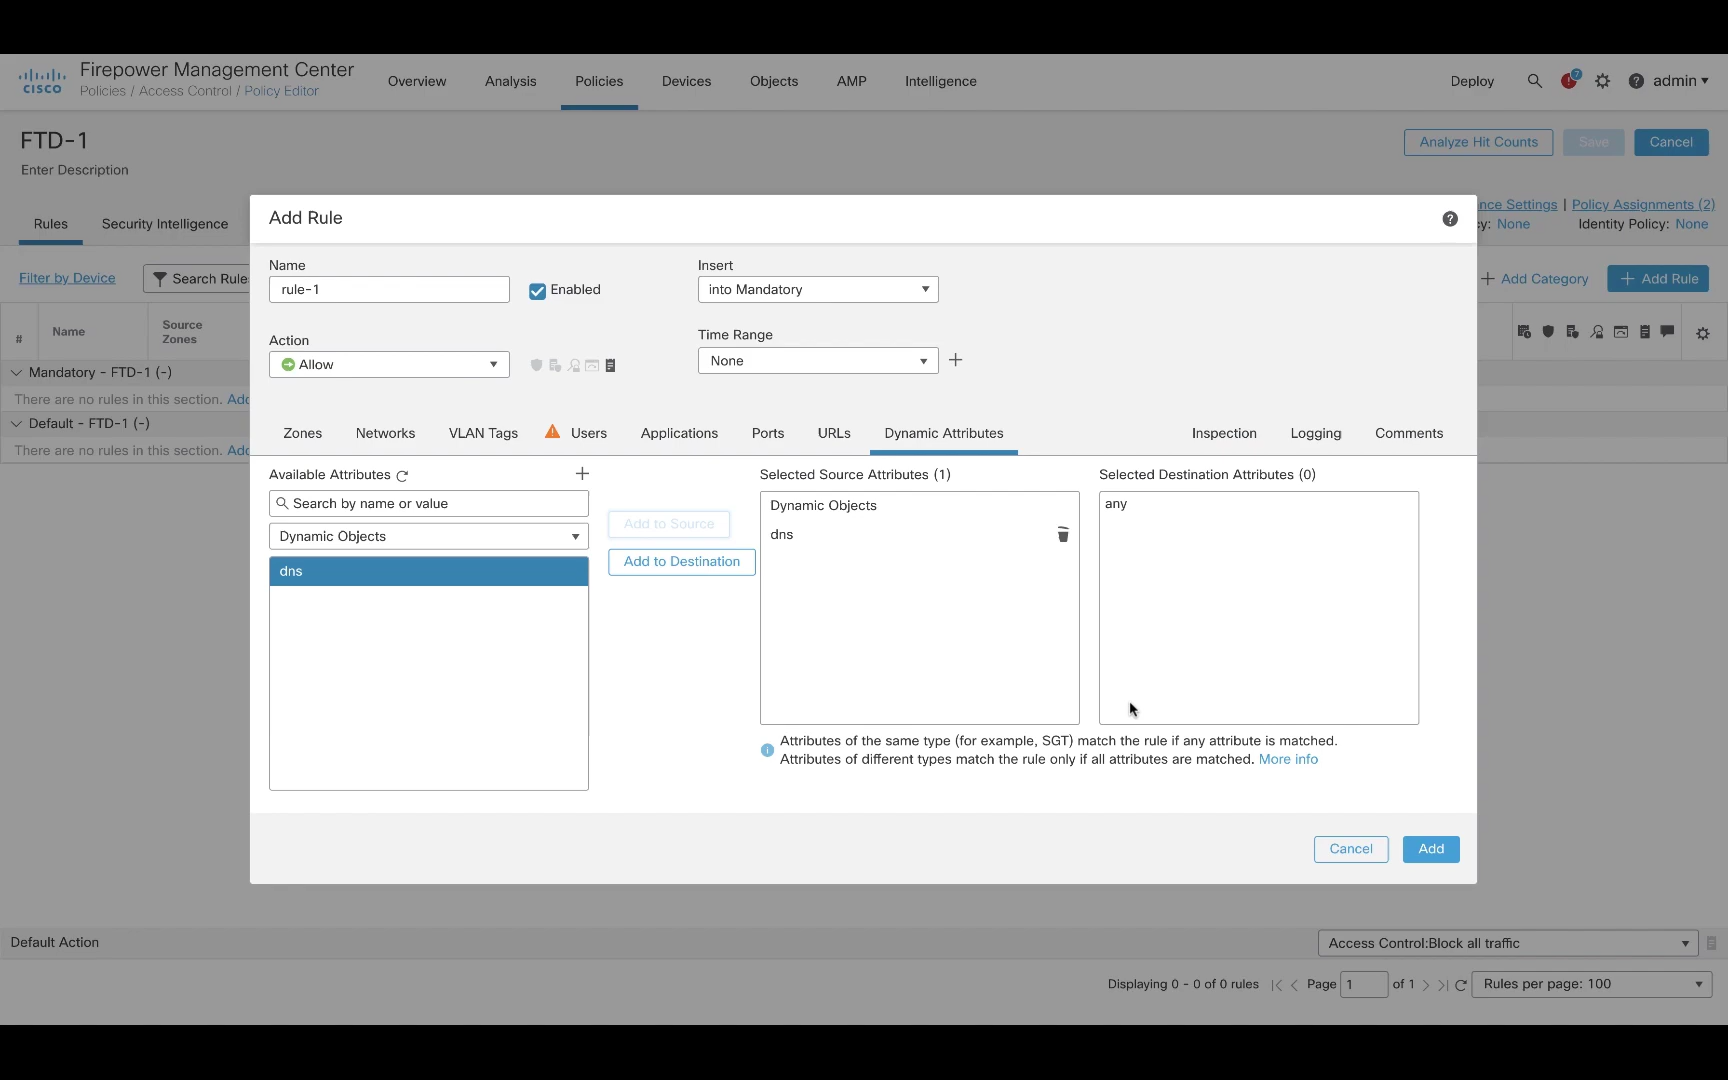 Firepower Management Center
Policies / Access Control / Policy Editor
CISCO
Overview
Analysis
Policies
Devices
Objects
AMP
Intelligence
Deploy
7
admin
FTD-1
Enter Description
Analyze Hit Counts
Save
Cancel
Rules
Security Intelligence
nce Settings | Policy Assignments (2)
cy: None
Identity Policy: None
Filter by Device
Search Rule
Add Category
Add Rule
#
Name
Source
Zones
Mandatory - FTD-1 (-)
There are no rules in this section. Add
Default - FTD-1 (-)
There are no rules in this section. Add
Add Rule
Name
rule-1
Enabled
Insert
into Mandatory
Action
Allow
Time Range
None
Zones
Networks
VLAN Tags
Users
Applications
Ports
URLs
Dynamic Attributes
Inspection
Logging
Comments
Available Attributes
Search by name or value
Dynamic Objects
dns
Add to Source
Add to Destination
Selected Source Attributes (1)
Dynamic Objects
dns
Selected Destination Attributes (0)
any
Attributes of the same type (for example, SGT) match the rule if any attribute is matched.
Attributes of different types match the rule only if all attributes are matched. More info
Cancel
Add
Default Action
Access Control:Block all traffic
Displaying 0 - 0 of 0 rules
Page 1 of 1
Rules per page: 100